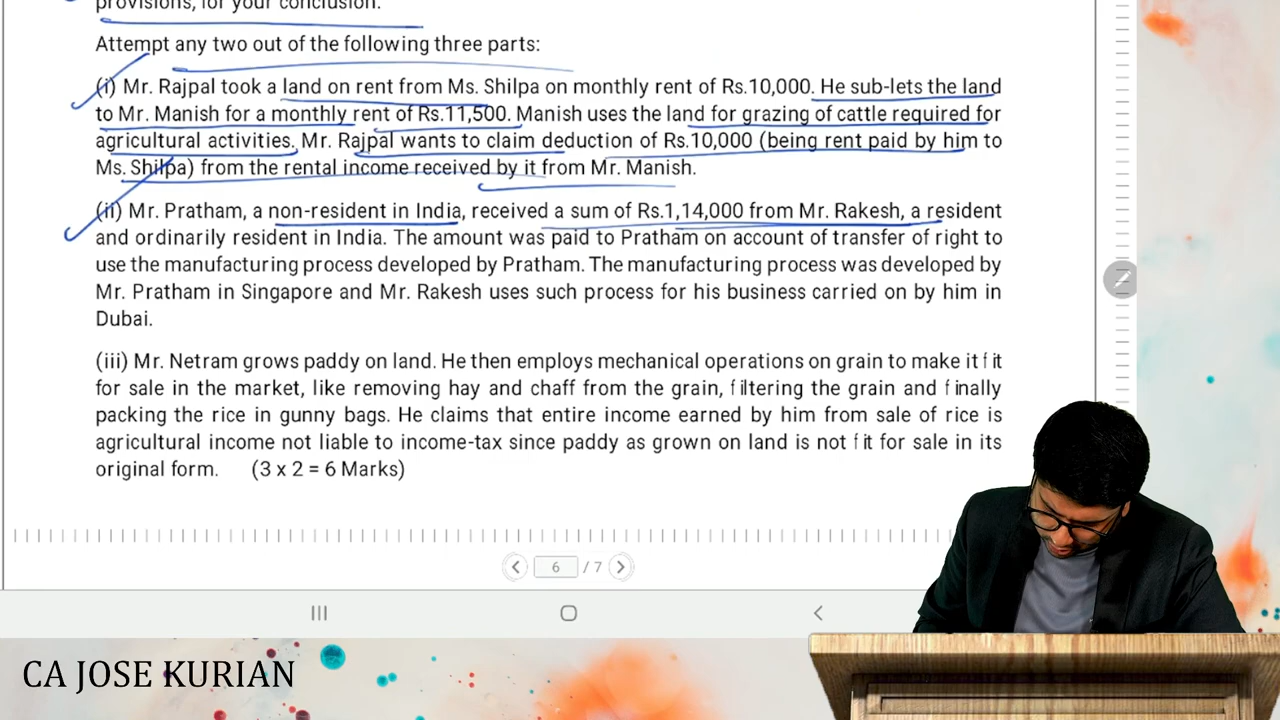 provisions, for your conclusion.
Attempt any two out of the following three parts:
(i) Mr. Rajpal took a land on rent from Ms. Shilpa on monthly rent of Rs.10,000. He sub-lets the land
to Mr. Manish for a monthly rent of Rs.11,500. Manish uses the land for grazing of cattle required for
agricultural activities. Mr. Rajpal wants to claim deduction of Rs.10,000 (being rent paid by him to
Ms. Shilpa) from the rental income received by it from Mr. Manish.
(ii) Mr. Pratham, a non-resident in India, received a sum of Rs.1,14,000 from Mr. Rakesh, a resident
and ordinarily resident in India. The amount was paid to Pratham on account of transfer of right to
use the manufacturing process developed by Pratham. The manufacturing process was developed by
Mr. Pratham in Singapore and Mr. Rakesh uses such process for his business carried on by him in
Dubai.
(iii) Mr. Netram grows paddy on land. He then employs mechanical operations on grain to make it fit
for sale in the market, like removing hay and chaff from the grain, filtering the grain and finally
packing the rice in gunny bags. He claims that entire income earned by him from sale of rice is
agricultural income not liable to income-tax since paddy as grown on land is not fit for sale in its
original form. (3 x 2 = 6 Marks)
6 / 7
CA JOSE KURIAN